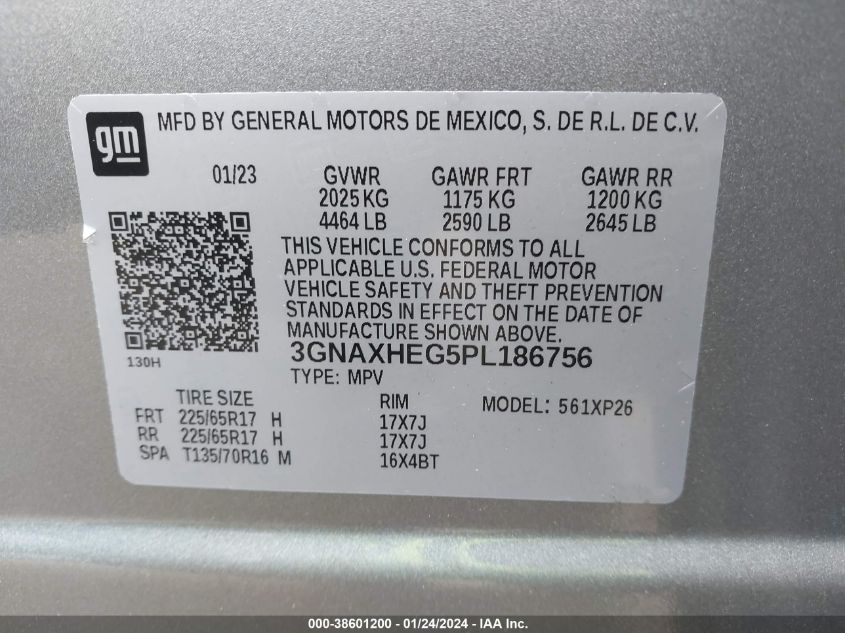 gm
MFD BY GENERAL MOTORS DE MEXICO, S. DE R.L. DE C.V.
01/23 GVWR GAWR FRT GAWR RR
2025 KG 1175 KG 1200 KG
4464 LB 2590 LB 2645 LB
THIS VEHICLE CONFORMS TO ALL
APPLICABLE U.S. FEDERAL MOTOR
VEHICLE SAFETY AND THEFT PREVENTION
STANDARDS IN EFFECT ON THE DATE OF
MANUFACTURE SHOWN ABOVE.
130H
3GNAXHEG5PL186756
TYPE: MPV
TIRE SIZE RIM MODEL: 561XP26
FRT 225/65R17 H 17X7J
RR 225/65R17 H 17X7J
SPA T135/70R16 M 16X4BT
000-38601200 - 01/24/2024 - IAA Inc.